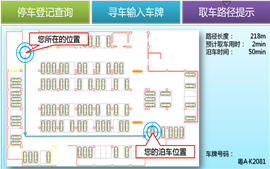 停车登记查询
寻车输入车牌
取车路径提示
您所在的位置
路径长度： 218m
预计取车用时： 2min
泊车时间： 50min
您的泊车位置
车牌号码：
粤A·K2081